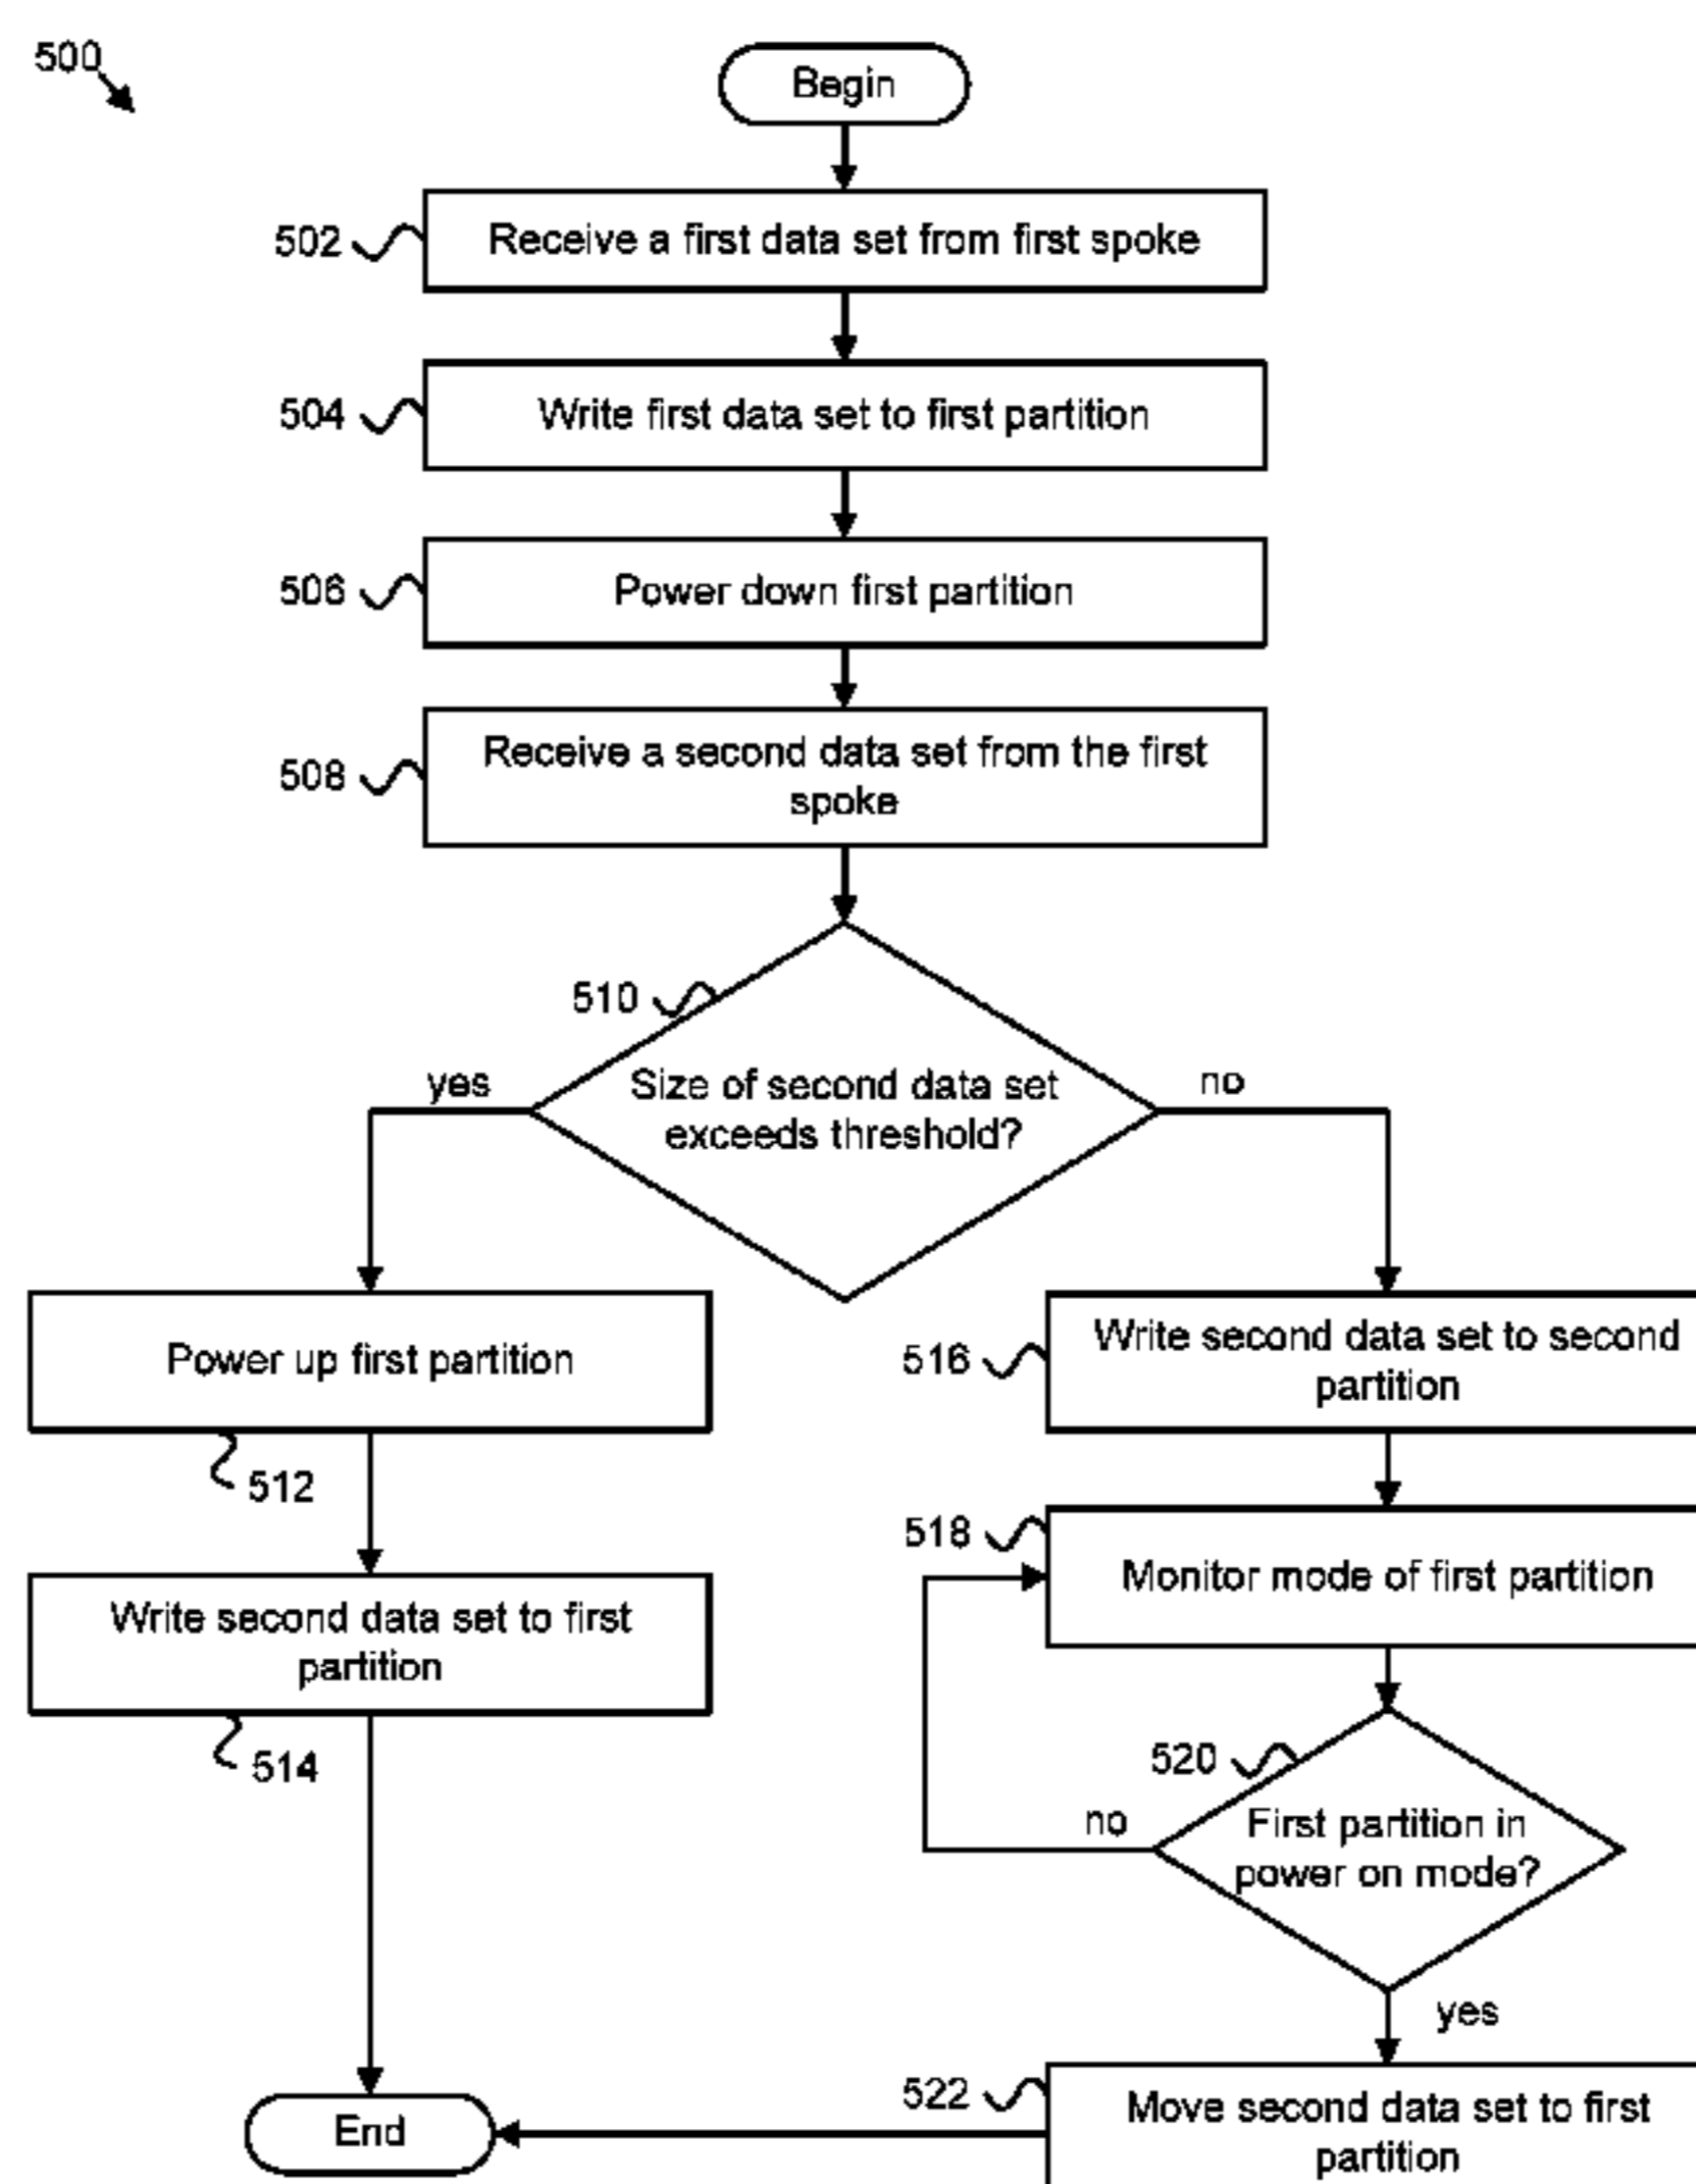 500
Begin
502
Receive a first data set from first spoke
504
Write first data set to first partition
506
Power down first partition
508
Receive a second data set from the first
spoke
510
yes
Size of second data set
exceeds threshold?
no
Power up first partition
512
Write second data set to first
partition
514
516
Write second data set to second
partition
518
Monitor mode of first partition
520
no
First partition in
power on mode?
yes
522
Move second data set to first
partition
End